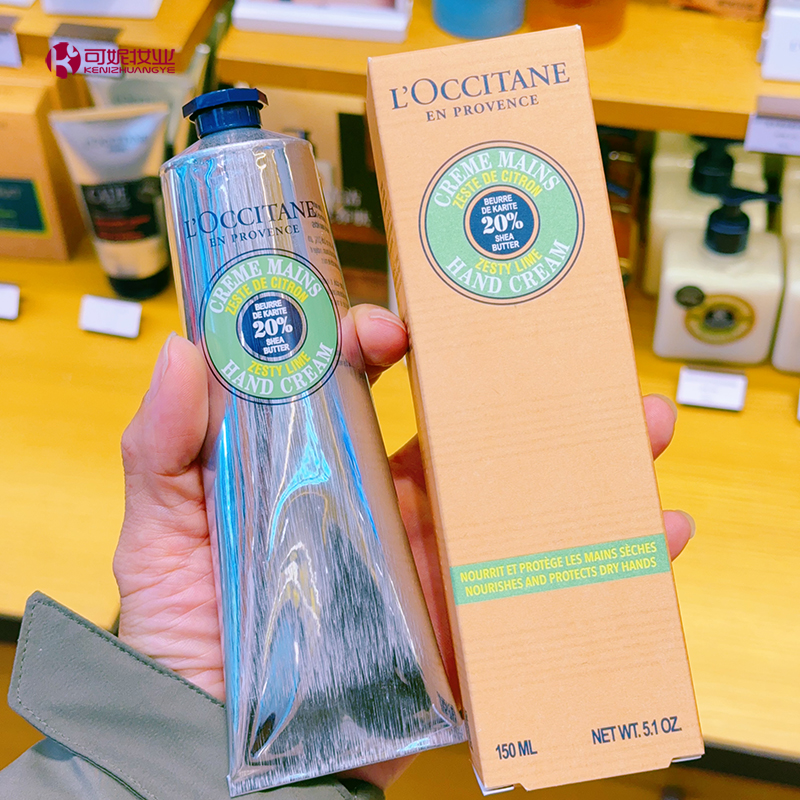 可妮妆业
KENIZHUANGYE
L'OCCITANE
EN PROVENCE
CRÈME MAINS
ZESTE DE CITRON
BEURRE
DE KARITE
20%
SHEA
BUTTER
ZESTY LIME
HAND CREAM
L'OCCITANE
EN PROVENCE
CRÈME MAINS
ZESTE DE CITRON
BEURRE
DE KARITE
20%
SHEA
BUTTER
ZESTY LIME
HAND CREAM
NOURRIT ET PROTÈGE LES MAINS SÈCHES
NOURISHES AND PROTECTS DRY HANDS
150 ML
NET WT. 5.1 OZ.